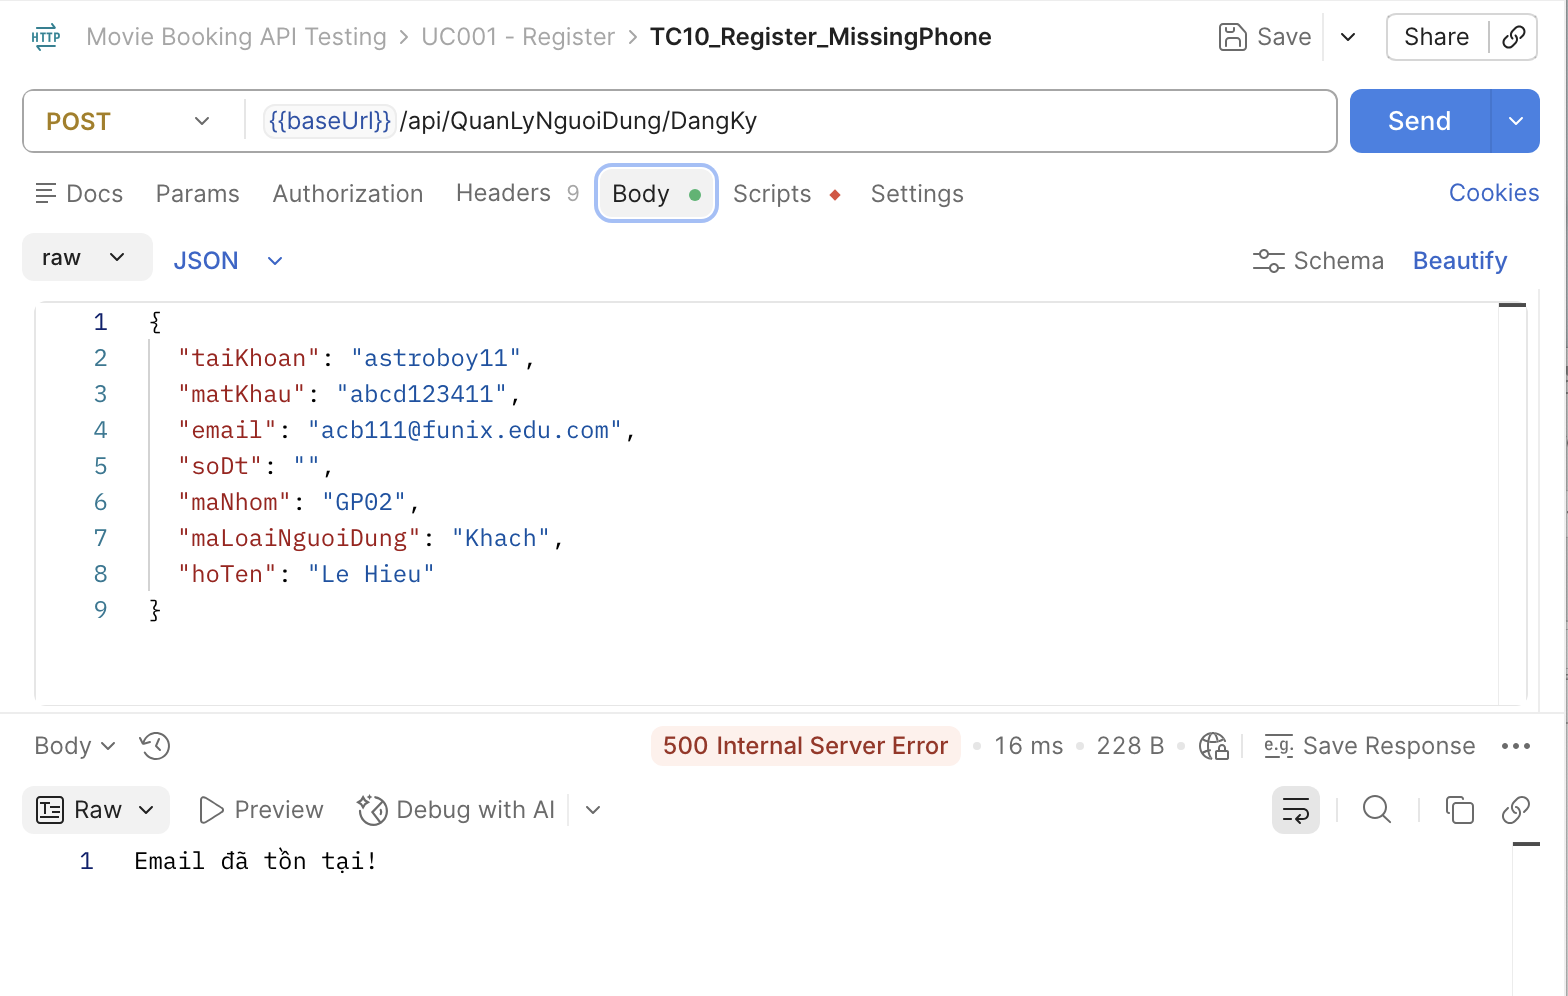 HTTP Movie Booking API Testing > UC001 - Register > TC10_Register_MissingPhone Save Share
POST {{baseUrl}} /api/QuanLyNguoiDung/DangKy Send
Docs Params Authorization Headers 9 Body Scripts Settings Cookies
raw JSON Schema Beautify
1 {
2 "taiKhoan": "astroboy11",
3 "matKhau": "abcd123411",
4 "email": "acb111@funix.edu.com",
5 "soDt": "",
6 "maNhom": "GP02",
7 "maLoaiNguoiDung": "Khach",
8 "hoTen": "Le Hieu"
9 }
Body 500 Internal Server Error • 16 ms • 228 B • e.g. Save Response
Raw Preview Debug with AI
1 Email đã tồn tại!